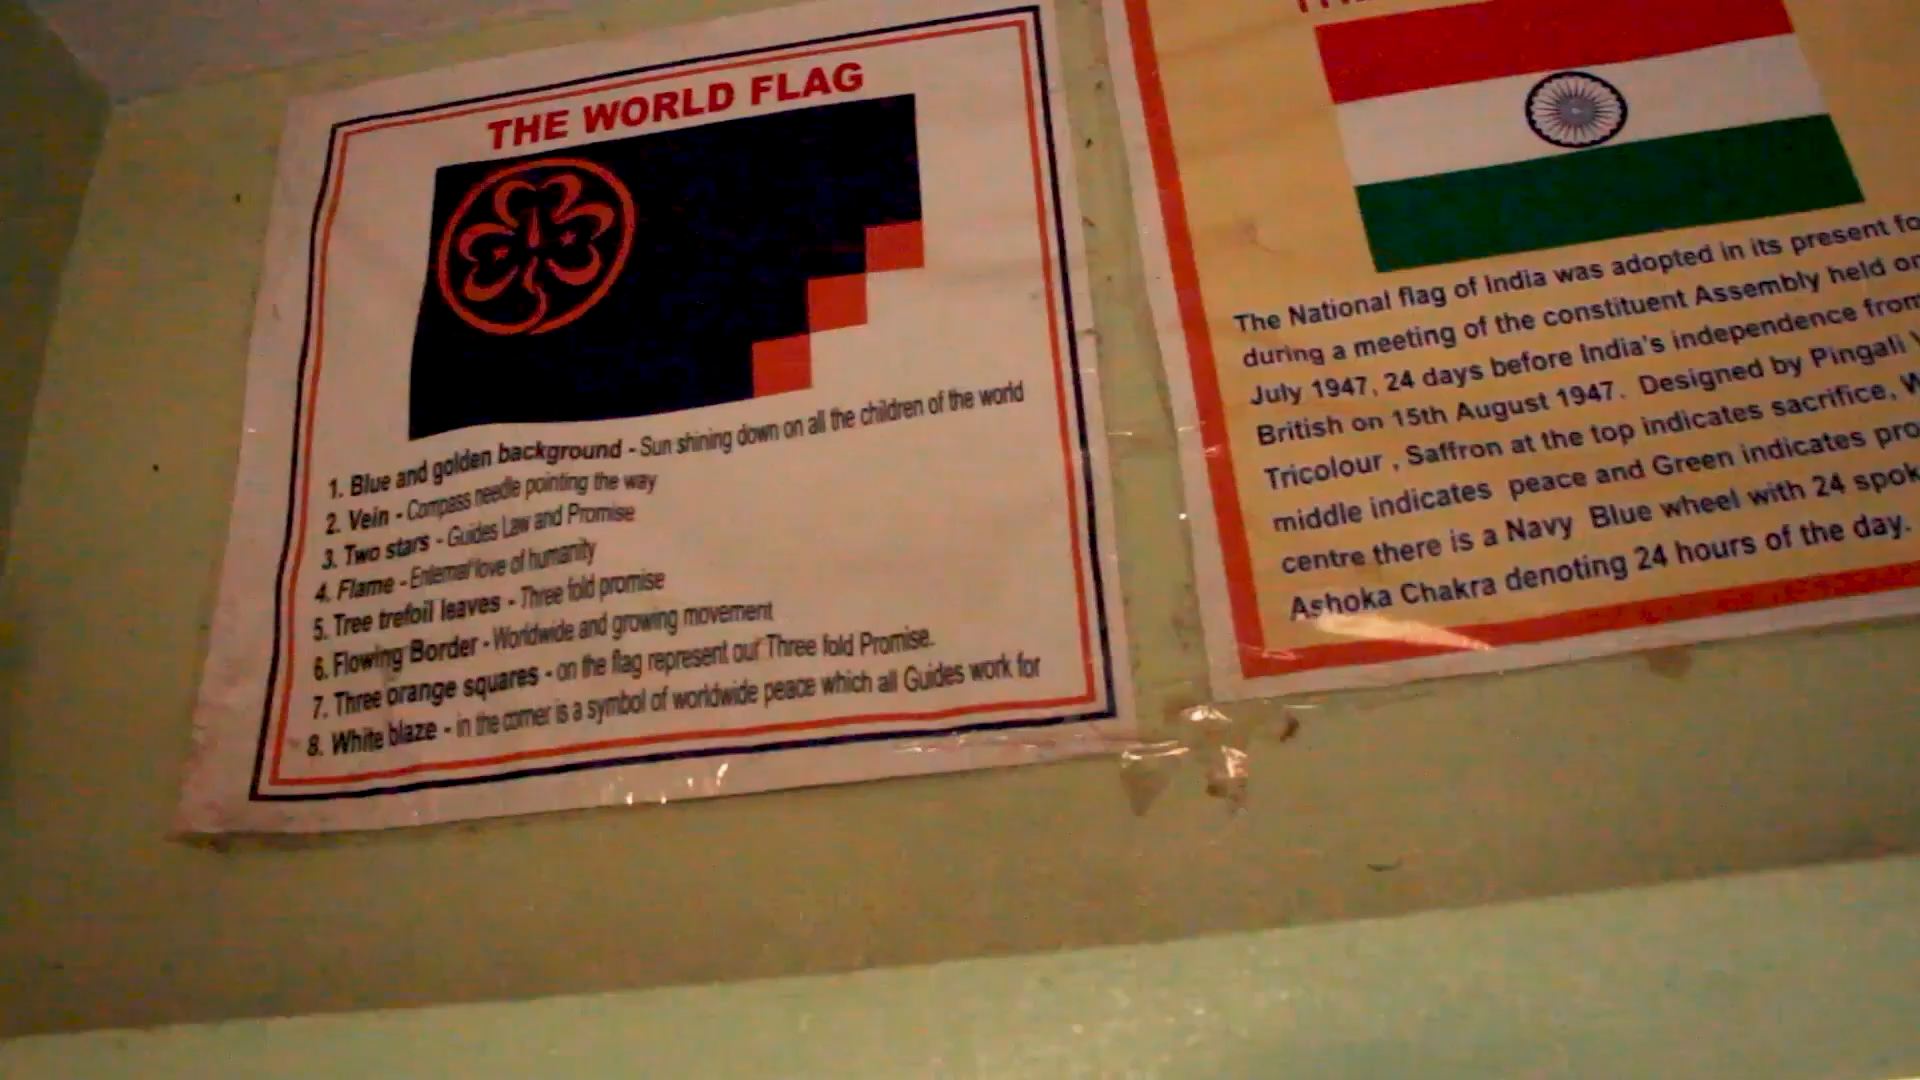 THE WORLD FLAG
1. Blue and golden background - Sun shining down on all the children of the world
2. Vein - Compass needle pointing the way
3. Two stars - Guides Law and Promise
4. Flame - Enternal love of humanity
5. Tree trefoil leaves - Three fold promise
6. Flowing Border - Worldwide and growing movement
7. Three orange squares - on the flag represent our Three fold Promise.
8. White blaze - in the corner is a symbol of worldwide peace which all Guides work for
The National flag of India was adopted in its present
during a meeting of the constituent Assembly held
July 1947, 24 days before India's independence from
British on 15th August 1947. Designed by Pingali
Tricolour , Saffron at the top indicates sacrifice,
middle indicates peace and Green indicates
centre there is a Navy Blue wheel with 24
Ashoka Chakra denoting 24 hours of the day.